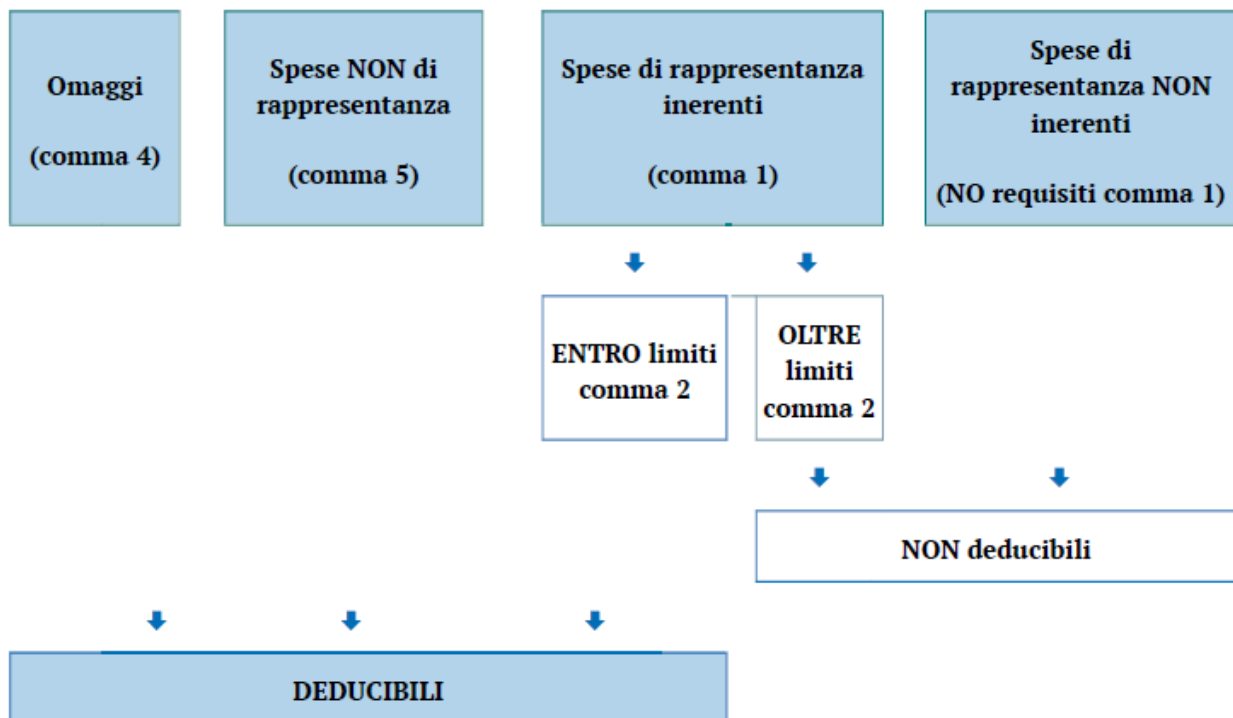 Omaggi
(comma 4)
Spese NON di
rappresentanza
(comma 5)
Spese di rappresentanza
inerenti
(comma 1)
Spese di
rappresentanza NON
inerenti
(NO requisiti comma 1)
ENTRO limiti
comma 2
OLTRE
limiti
comma 2
NON deducibili
DEDUCIBILI